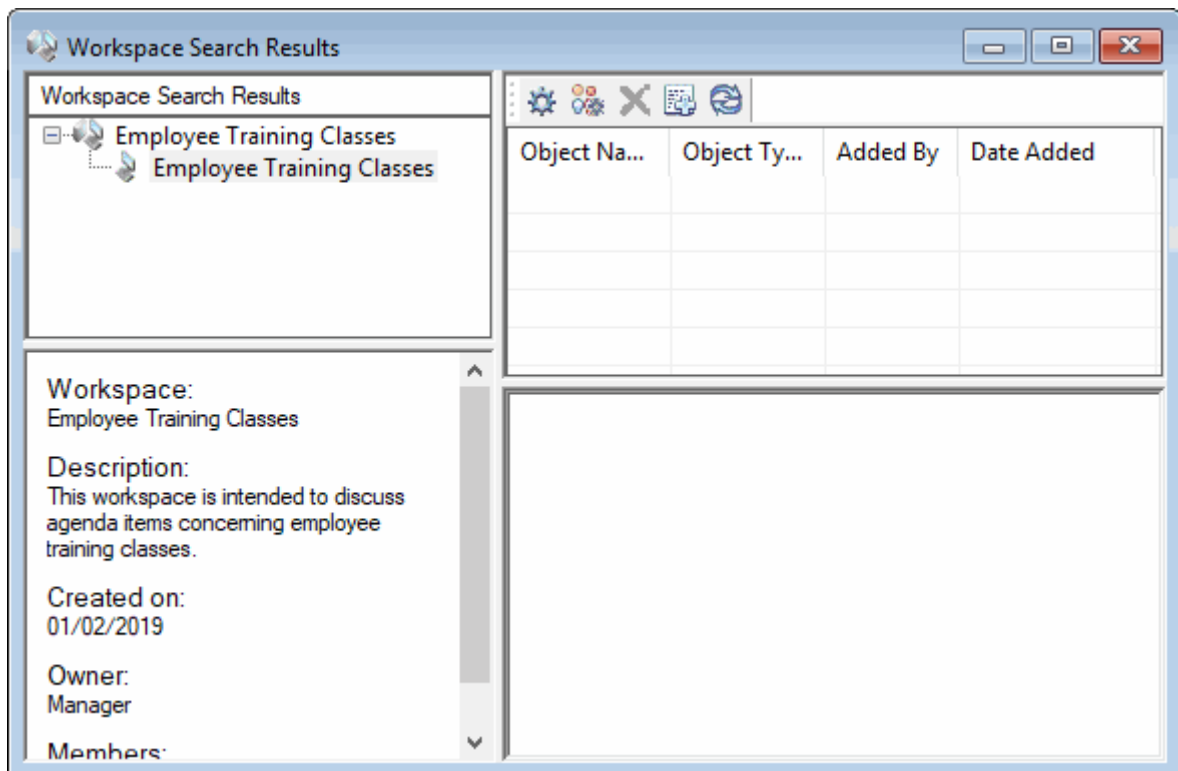 Workspace Search Results
Workspace Search Results
Employee Training Classes
Employee Training Classes
Object Na... Object Ty... Added By Date Added
Workspace:
Employee Training Classes
Description:
This workspace is intended to discuss
agenda items concerning employee
training classes.
Created on:
01/02/2019
Owner:
Manager
Members: